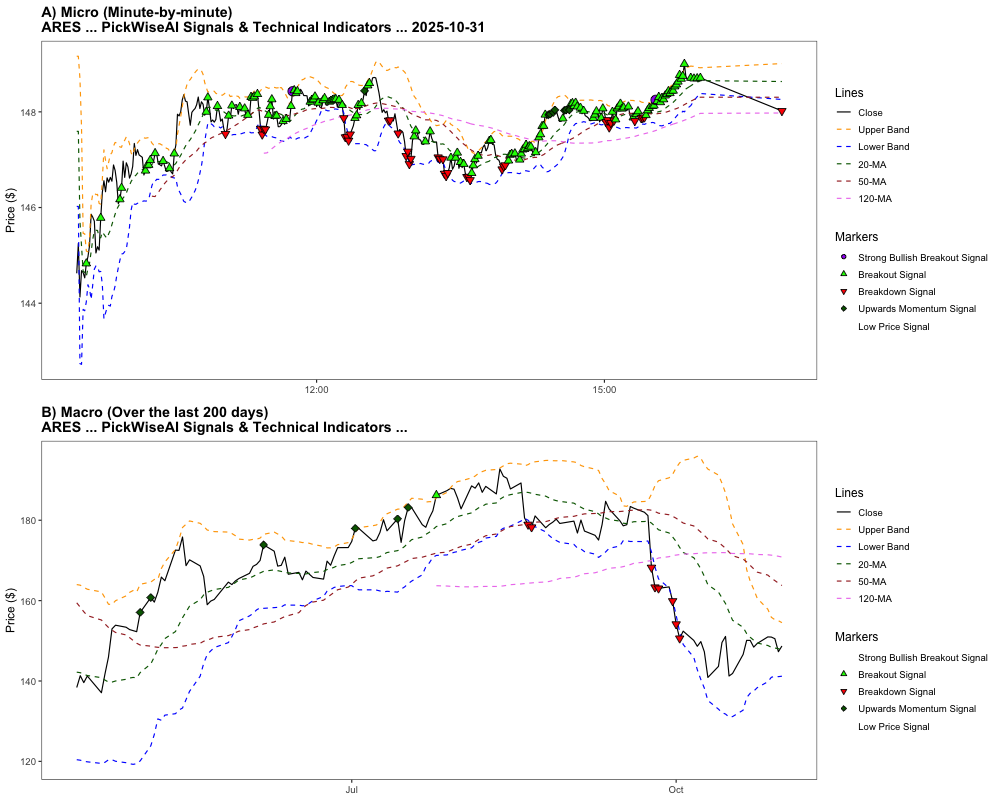 A) Micro (Minute-by-minute)
ARES ... PickWiseAI Signals & Technical Indicators ... 2025-10-31
Price ($)
148
146
144
12:00
15:00
Lines
Close
Upper Band
Lower Band
20-MA
50-MA
120-MA
Markers
Strong Bullish Breakout Signal
Breakout Signal
Breakdown Signal
Upwards Momentum Signal
Low Price Signal
B) Macro (Over the last 200 days)
ARES ... PickWiseAI Signals & Technical Indicators ...
Price ($)
180
160
140
120
Jul
Oct
Lines
Close
Upper Band
Lower Band
20-MA
50-MA
120-MA
Markers
Strong Bullish Breakout Signal
Breakout Signal
Breakdown Signal
Upwards Momentum Signal
Low Price Signal